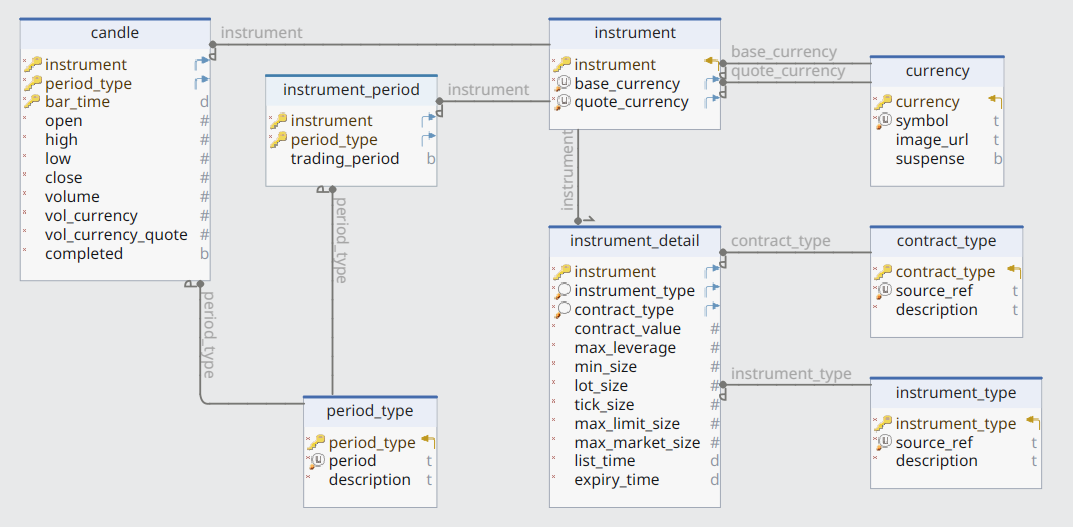 candle
instrument
period_type
bar_time d
open #
high #
low #
close #
volume #
vol_currency #
vol_currency_quote #
completed b
instrument
instrument_period
instrument
period_type
trading_period b
instrument
instrument
instrument
base_currency
quote_currency
base_currency
quote_currency
currency
currency
symbol t
image_url t
suspense b
instrument
period_type
period_type
instrument_detail
instrument
instrument_type
contract_type
contract_value #
max_leverage #
min_size #
lot_size #
tick_size #
max_limit_size #
max_market_size #
list_time d
expiry_time d
contract_type
contract_type
contract_type
source_ref t
description t
instrument_type
instrument_type
instrument_type
source_ref t
description t
period_type
period_type
period t
description t